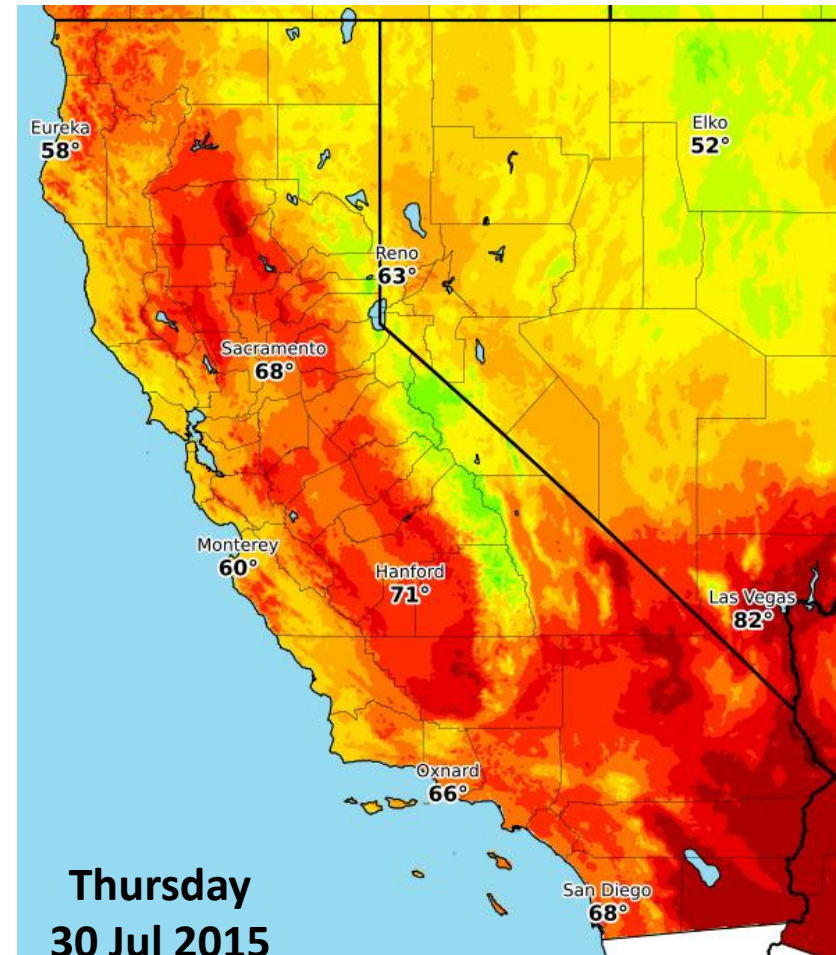 Elko
52°
Eureka
58°
Reno
63°
Sacramento
68°
Monterey
60°
Hanford
71°
Las Vegas
82°
Oxnard
66°
San Diego
68°
Thursday
30 Jul 2015